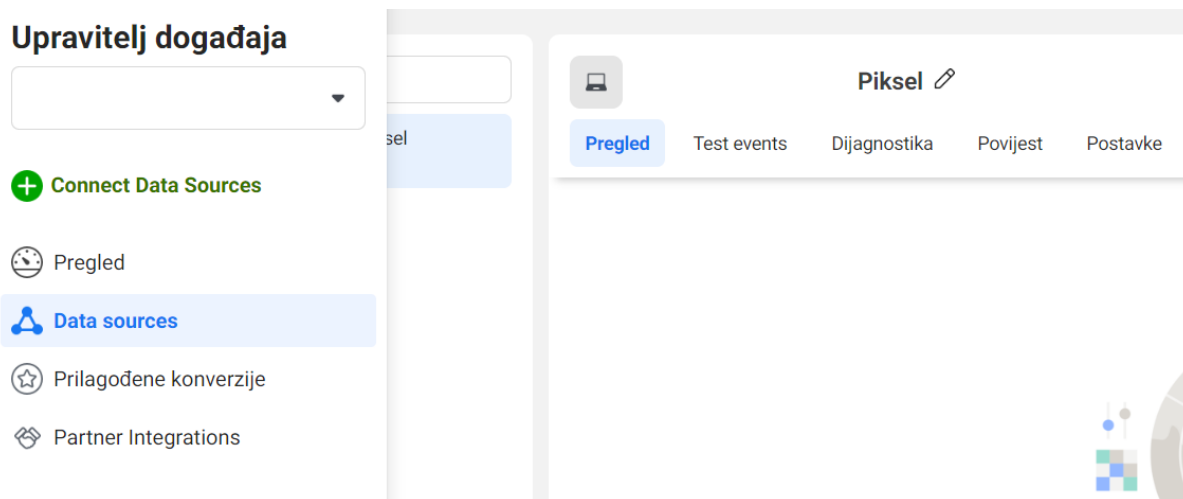 Upravitelj događaja
Connect Data Sources
Pregled
Data sources
Prilagođene konverzije
Partner Integrations
sel
Piksel
Pregled Test events Dijagnostika Povijest Postavke